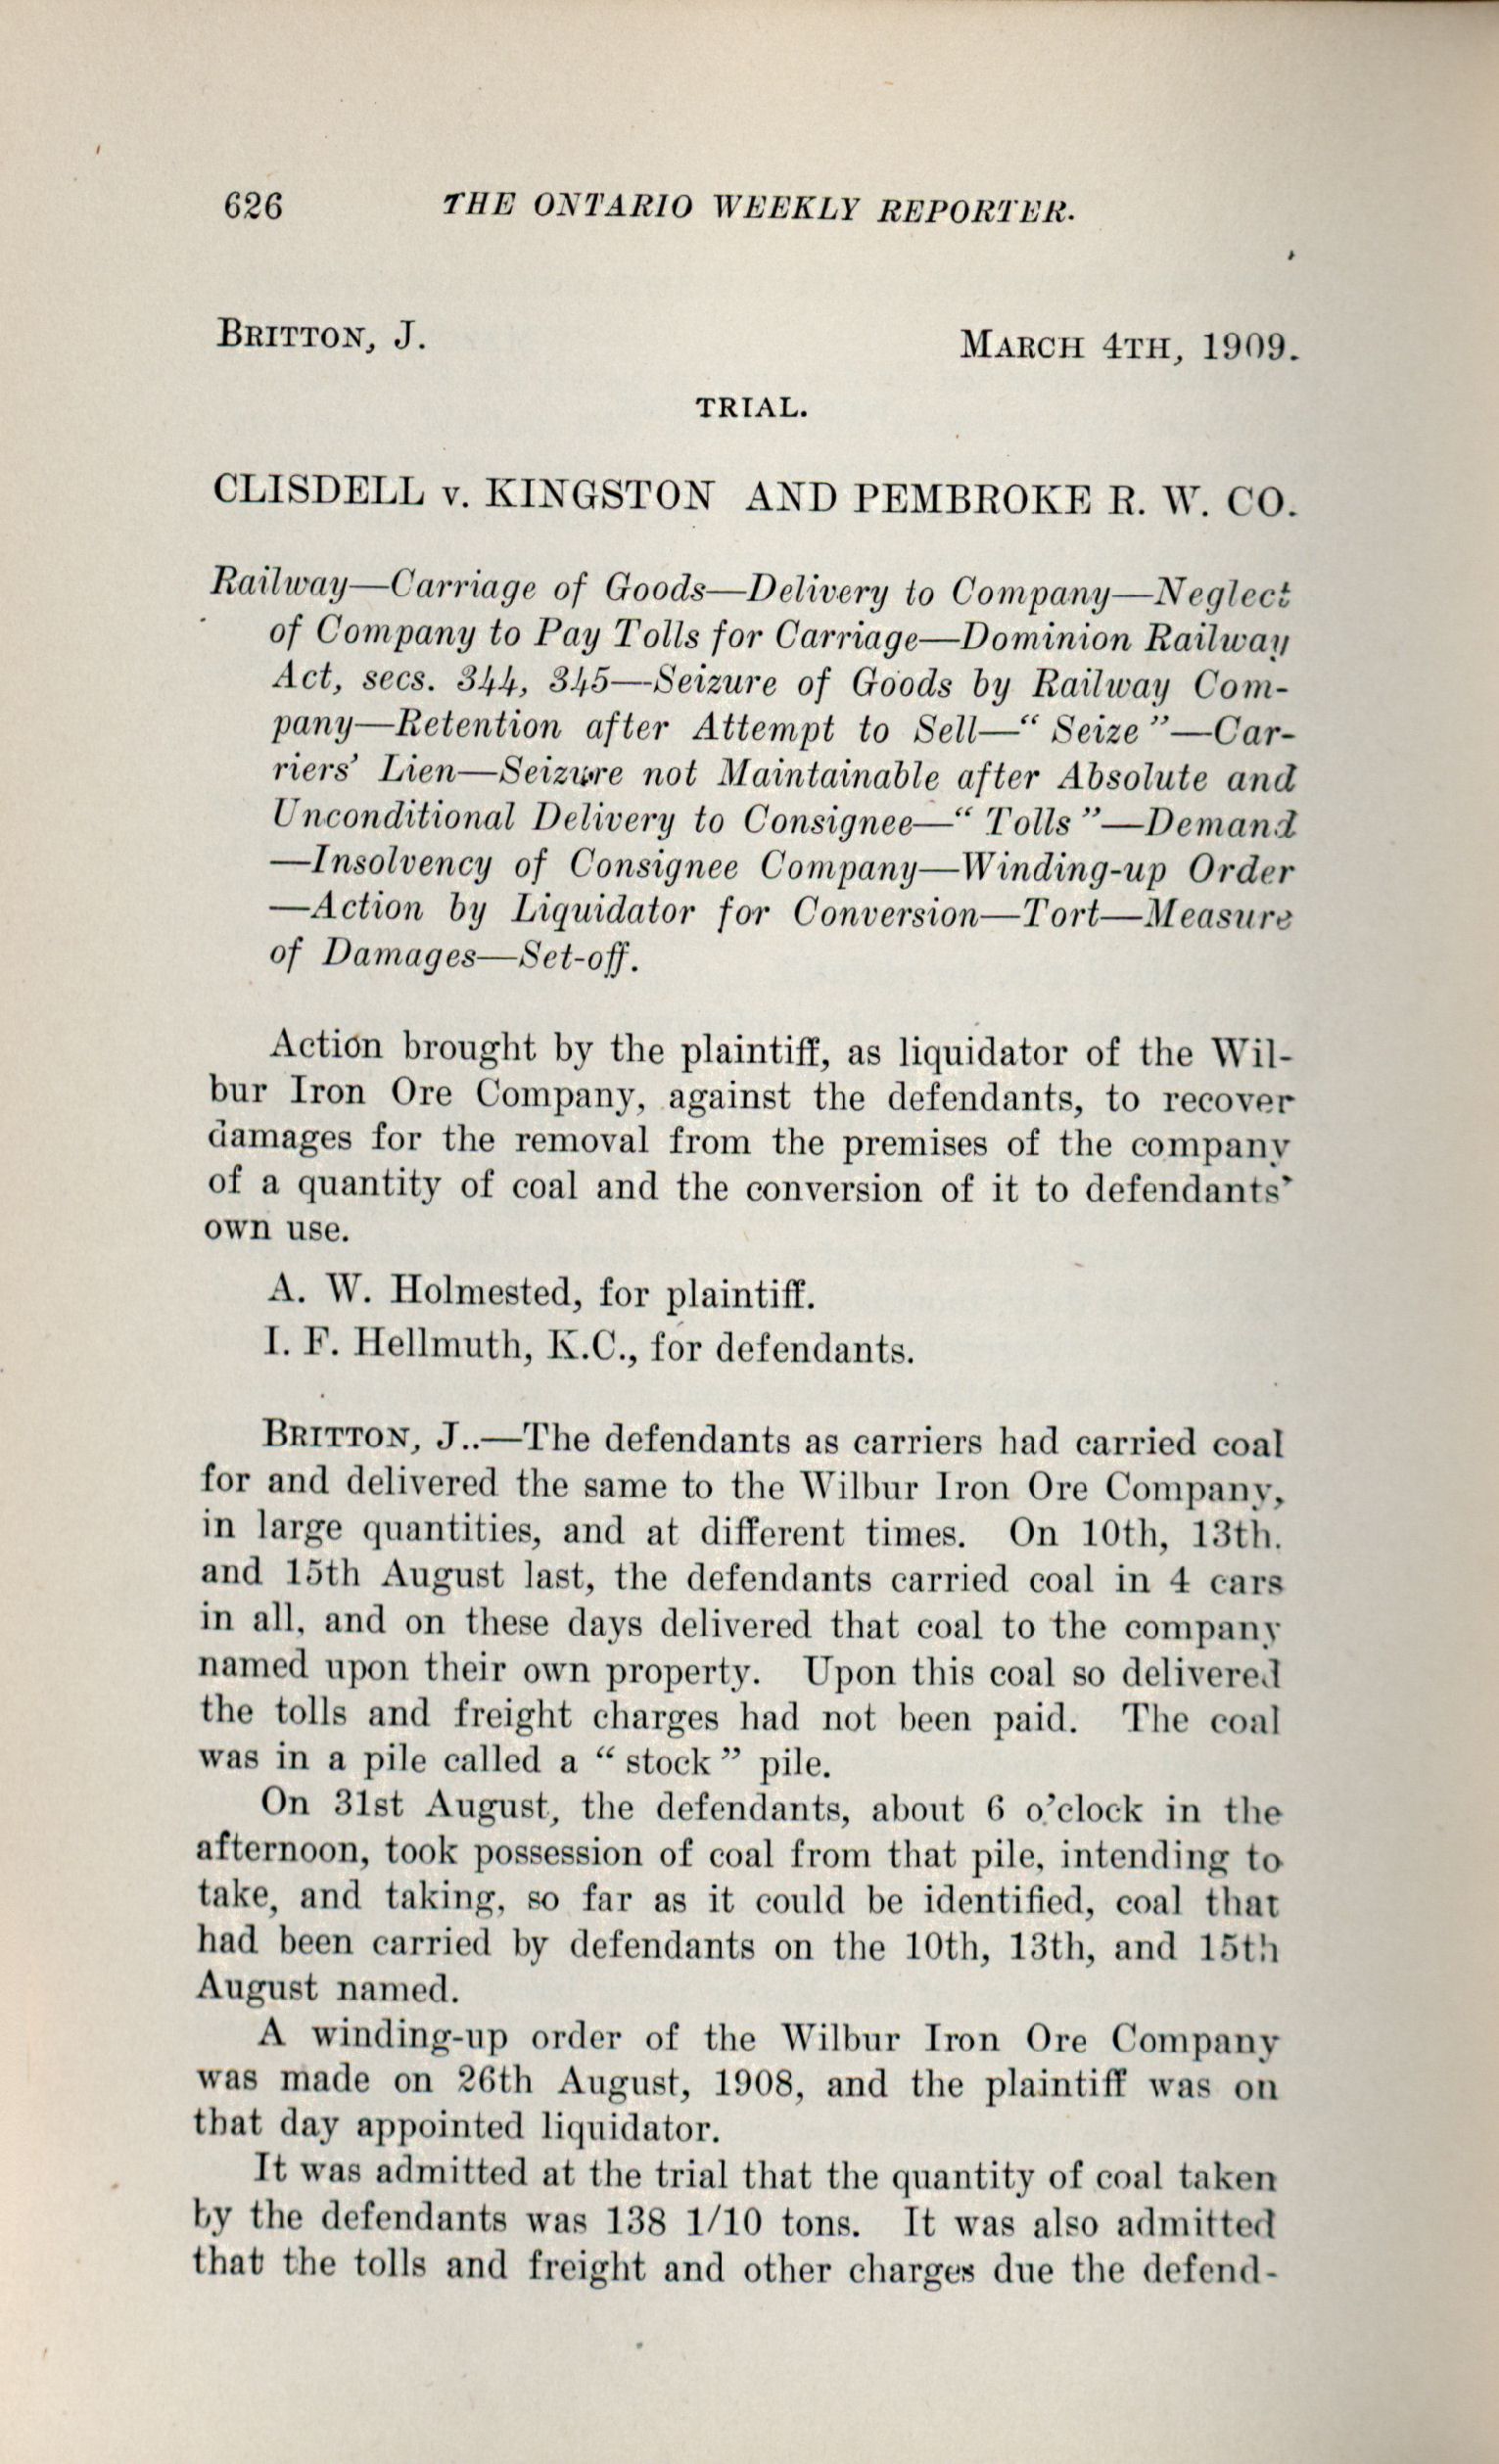 626 THE ONTARIO WEEKLY REPORTER.
BRITTON, J. MARCH 4TH, 1909.
TRIAL.
CLISDELL v. KINGSTON AND PEMBROKE R. W. CO.
Railway—Carriage of Goods—Delivery to Company—Neglect
of Company to Pay Tolls for Carriage—Dominion Railway
Act, secs. 344, 345—Seizure of Goods by Railway Com-
pany—Retention after Attempt to Sell—“ Seize ”—Car-
riers’ Lien—Seizure not Maintainable after Absolute and
Unconditional Delivery to Consignee—“ Tolls ”—Demand
—Insolvency of Consignee Company—Winding-up Order
—Action by Liquidator for Conversion—Tort—Measure
of Damages—Set-off.
Action brought by the plaintiff, as liquidator of the Wil-
bur Iron Ore Company, against the defendants, to recover
damages for the removal from the premises of the company
of a quantity of coal and the conversion of it to defendants’
own use.
A. W. Holmested, for plaintiff.
I. F. Hellmuth, K.C., for defendants.
BRITTON, J..—The defendants as carriers had carried coal
for and delivered the same to the Wilbur Iron Ore Company,
in large quantities, and at different times. On 10th, 13th.
and 15th August last, the defendants carried coal in 4 cars
in all, and on these days delivered that coal to the company
named upon their own property. Upon this coal so delivered
the tolls and freight charges had not been paid. The coal
was in a pile called a “ stock ” pile.
On 31st August, the defendants, about 6 o’clock in the
afternoon, took possession of coal from that pile, intending to
take, and taking, so far as it could be identified, coal that
had been carried by defendants on the 10th, 13th, and 15th
August named.
A winding-up order of the Wilbur Iron Ore Company
was made on 26th August, 1908, and the plaintiff was on
that day appointed liquidator.
It was admitted at the trial that the quantity of coal taken
by the defendants was 138 1/10 tons. It was also admitted
that the tolls and freight and other charges due the defend-